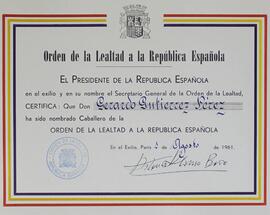 Orden de la Lealtad a la República Española
EL PRESIDENTE DE LA REPUBLICA ESPAÑOLA
en el exilio y en su nombre el Secretario General de la Orden de la Lealtad,
CERTIFICA: Que Don Gerardo Gutierrez Pérez
ha sido nombrado Caballero de la
ORDEN DE LA LEALTAD A LA REPUBLICA ESPAÑOLA
En el Exilio, París de Agosto de 1961.